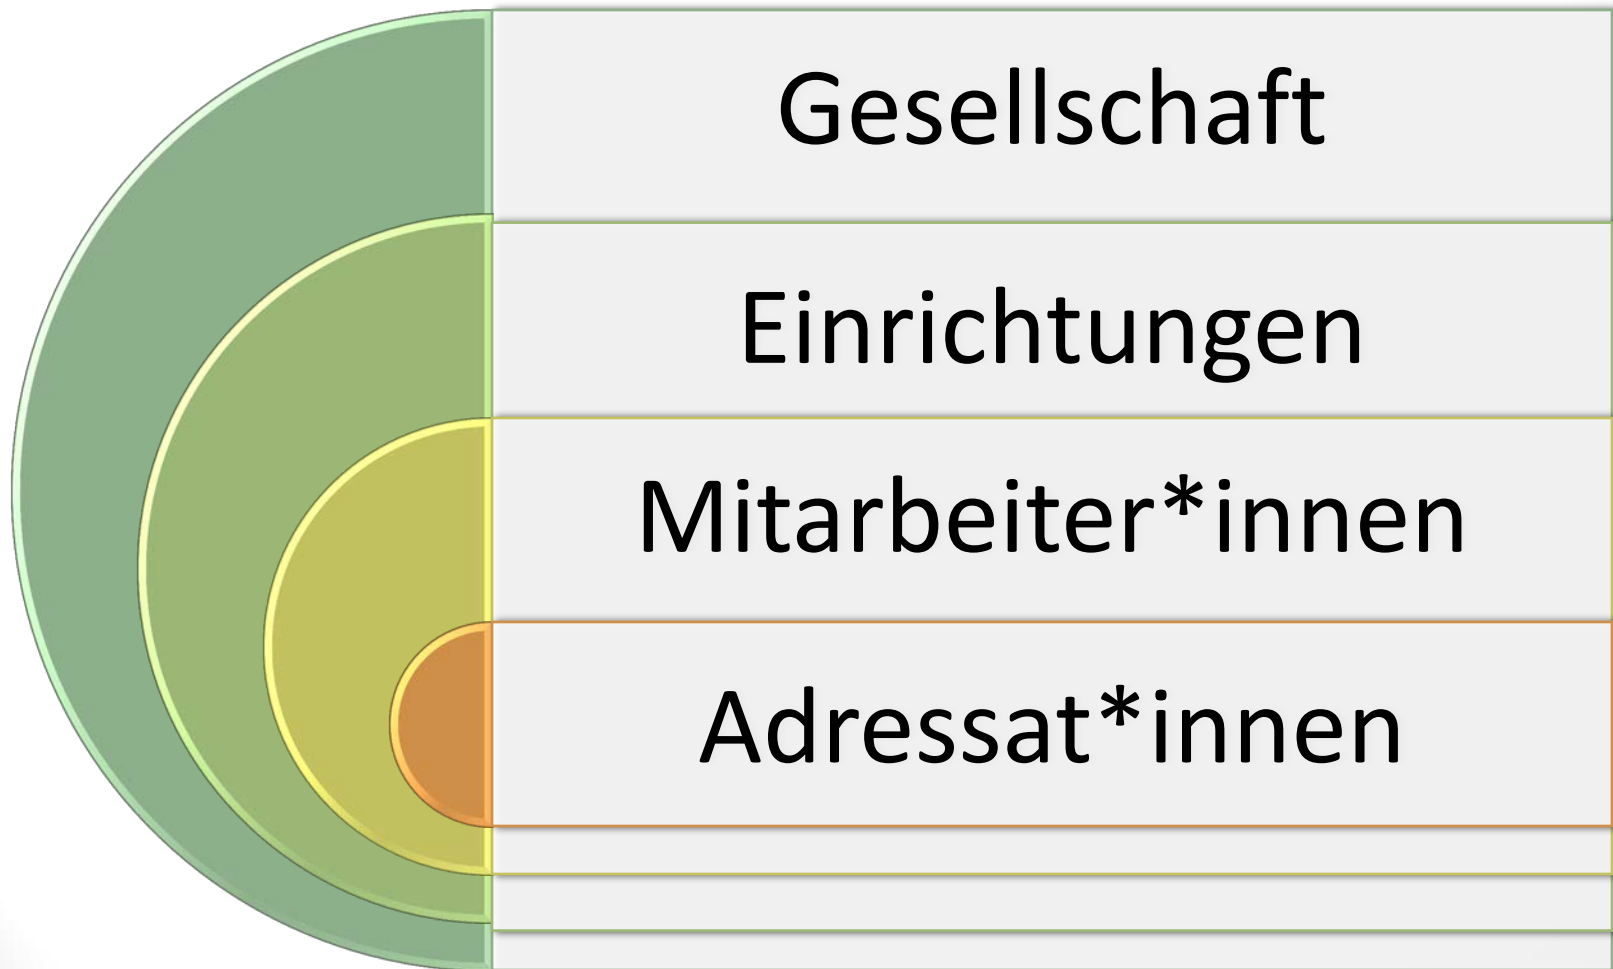 Gesellschaft
Einrichtungen
Mitarbeiter*innen
Adressat*innen